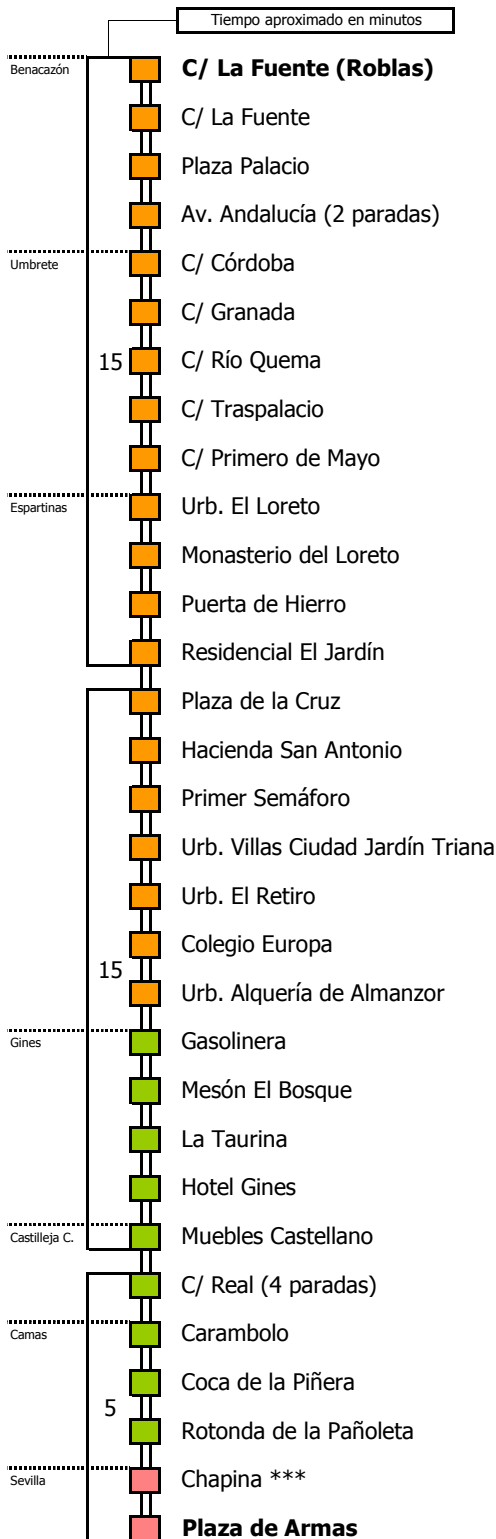 Tiempo aproximado en minutos
Benacazón
C/ La Fuente (Roblas)
C/ La Fuente
Plaza Palacio
Av. Andalucía (2 paradas)
Umbrete
C/ Córdoba
C/ Granada
15
C/ Río Quema
C/ Traspalacio
C/ Primero de Mayo
Espartinas
Urb. El Loreto
Monasterio del Loreto
Puerta de Hierro
Residencial El Jardín
Plaza de la Cruz
Hacienda San Antonio
Primer Semáforo
Urb. Villas Ciudad Jardín Triana
Urb. El Retiro
Colegio Europa
15
Urb. Alquería de Almanzor
Gines
Gasolinera
Mesón El Bosque
La Taurina
Hotel Gines
Castilleja C.
Muebles Castellano
C/ Real (4 paradas)
Camas
Carambolo
Coca de la Piñera
5
Rotonda de la Pañoleta
Sevilla
Chapina ***
Plaza de Armas